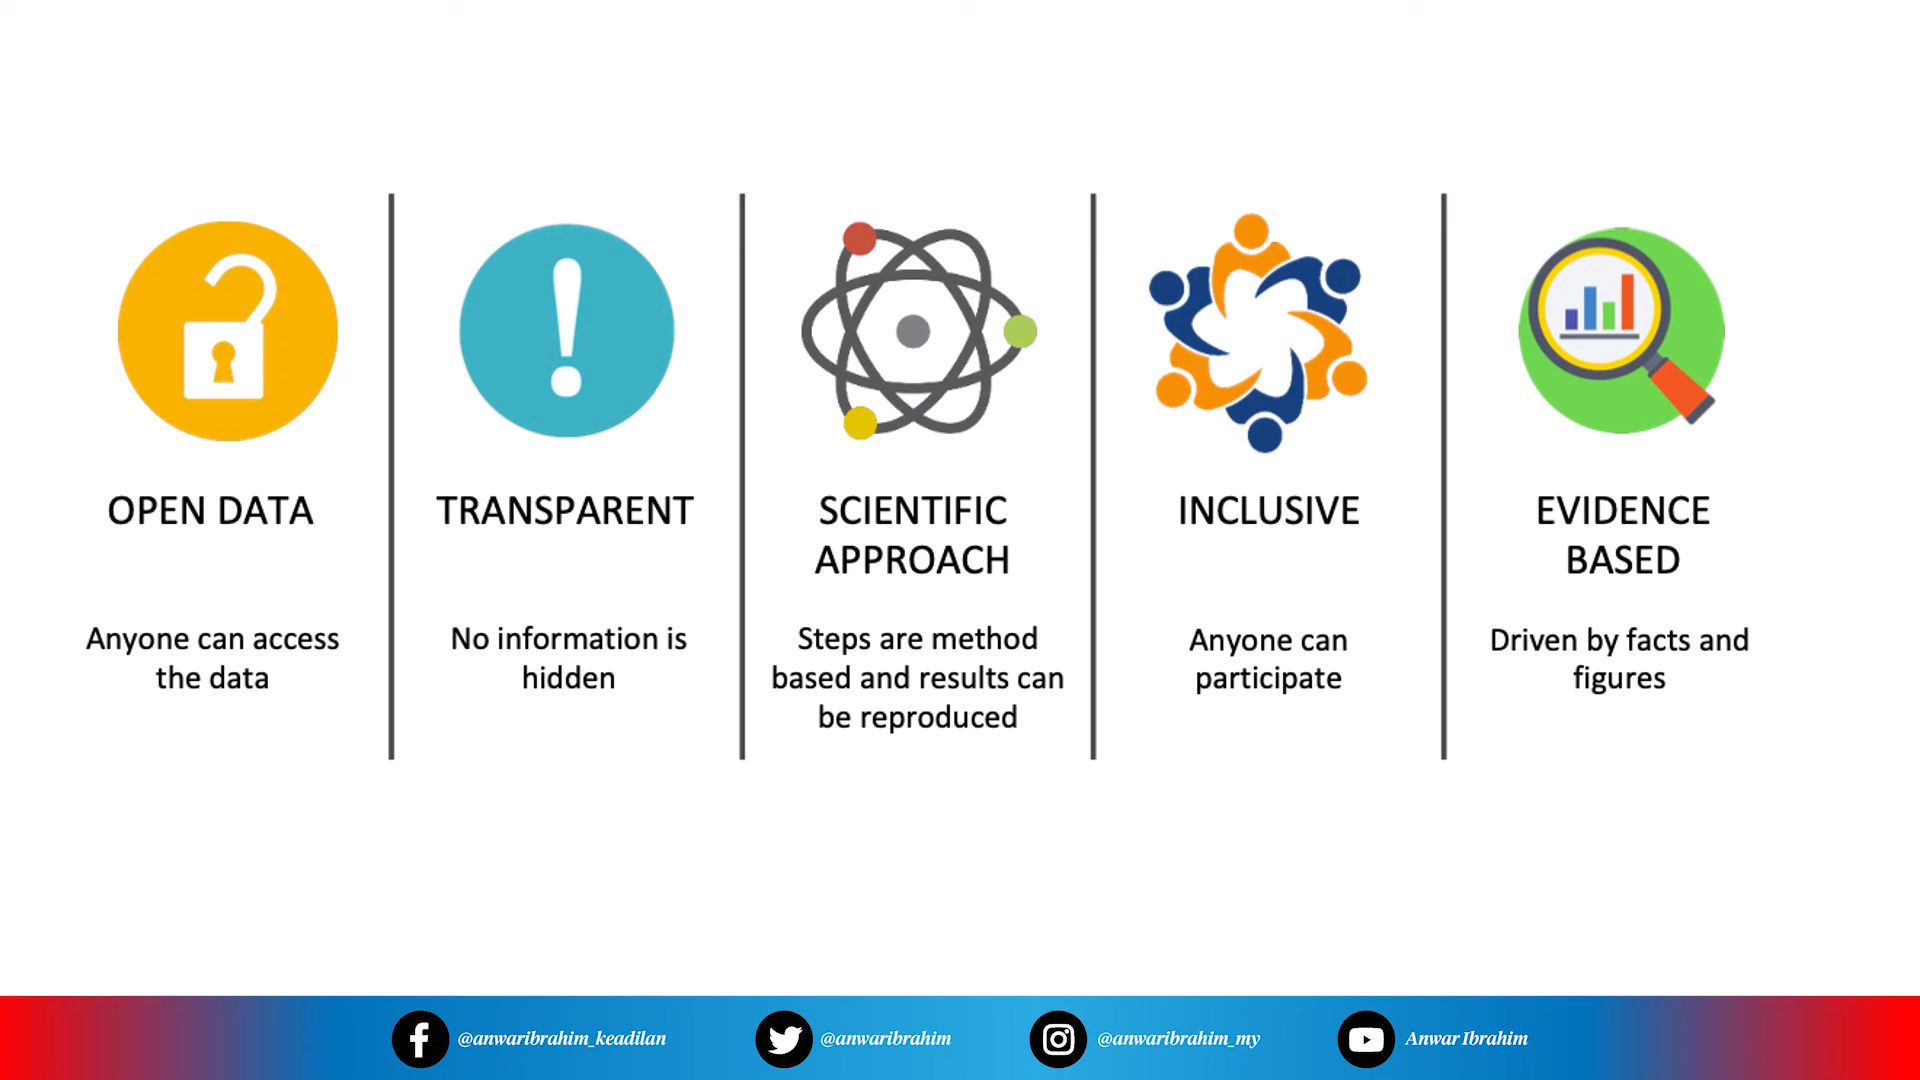 OPEN DATA
Anyone can access
the data
TRANSPARENT
No information is
hidden
SCIENTIFIC
APPROACH
Steps are method
based and results can
be reproduced
INCLUSIVE
Anyone can
participate
EVIDENCE
BASED
Driven by facts and
figures
@anwaribrahim_keadilan
@anwaribrahim
@anwaribrahim_my
Anwar Ibrahim